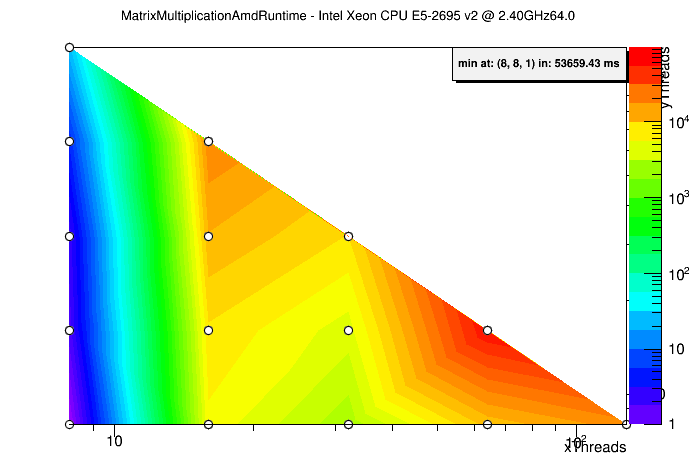 MatrixMultiplicationAmdRuntime - Intel Xeon CPU E5-2695 v2 @ 2.40GHz64.0
min at: (8, 8, 1) in: 53659.43 ms
yThreads
10⁴
10³
10²
10
1
10
10²
xThreads